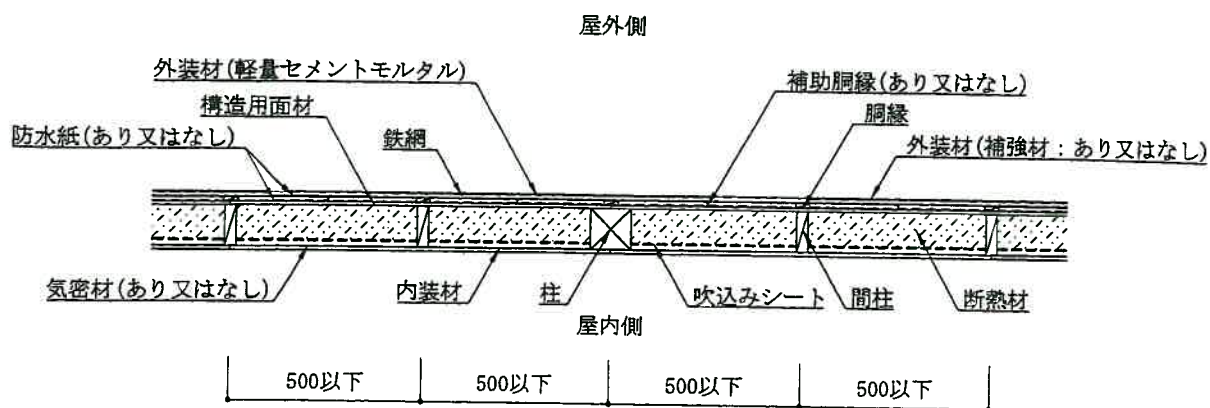 屋外側
外装材(軽量セメントモルタル)
補助胴縁(あり又はなし)
構造用面材
胴縁
防水紙(あり又はなし)
鉄網
外装材(補強材:あり又はなし)
気密材(あり又はなし)
内装材
柱
吹込みシート
間柱
断熱材
屋内側
500以下
500以下
500以下
500以下